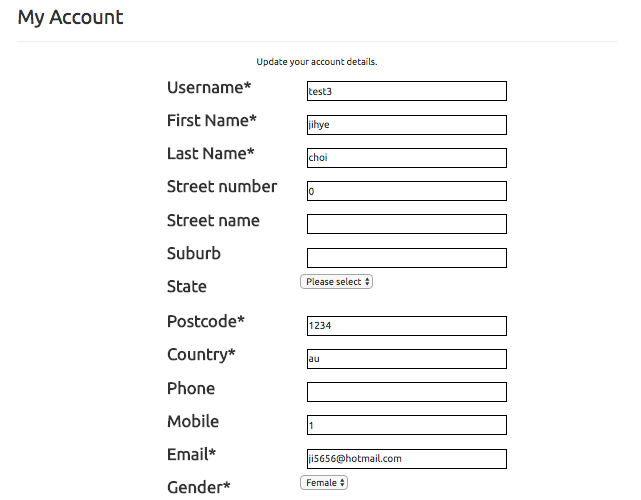 My Account
Update your account details.
Username* test3
First Name* jihye
Last Name* choi
Street number 0
Street name
Suburb
State Please select
Postcode* 1234
Country* au
Phone
Mobile 1
Email* ji5656@hotmail.com
Gender* Female